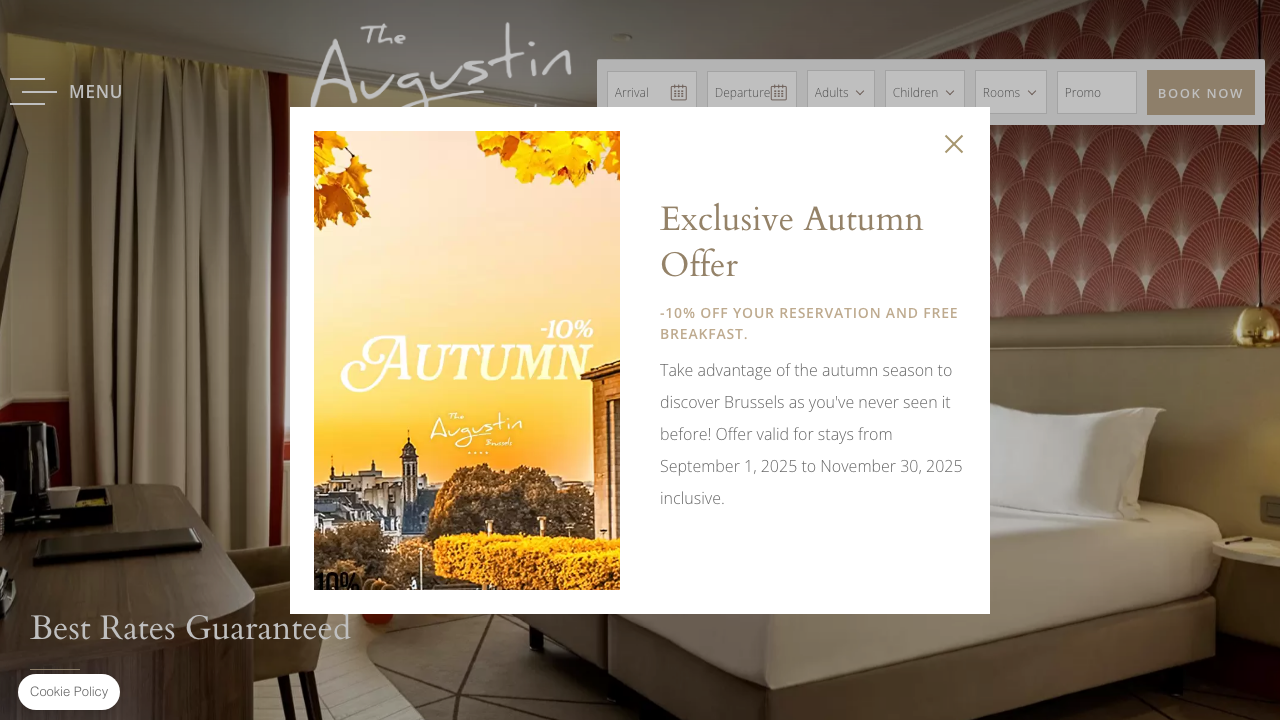 The
Augustin
MENU
Arrival
Departure
Adults
Children
Rooms
Promo
BOOK NOW
-10%
AUTUMN
The
Augustin
Brussels
10%
Exclusive Autumn
Offer
-10% OFF YOUR RESERVATION AND FREE
BREAKFAST.
Take advantage of the autumn season to
discover Brussels as you've never seen it
before! Offer valid for stays from
September 1, 2025 to November 30, 2025
inclusive.
Best Rates Guaranteed
Cookie Policy